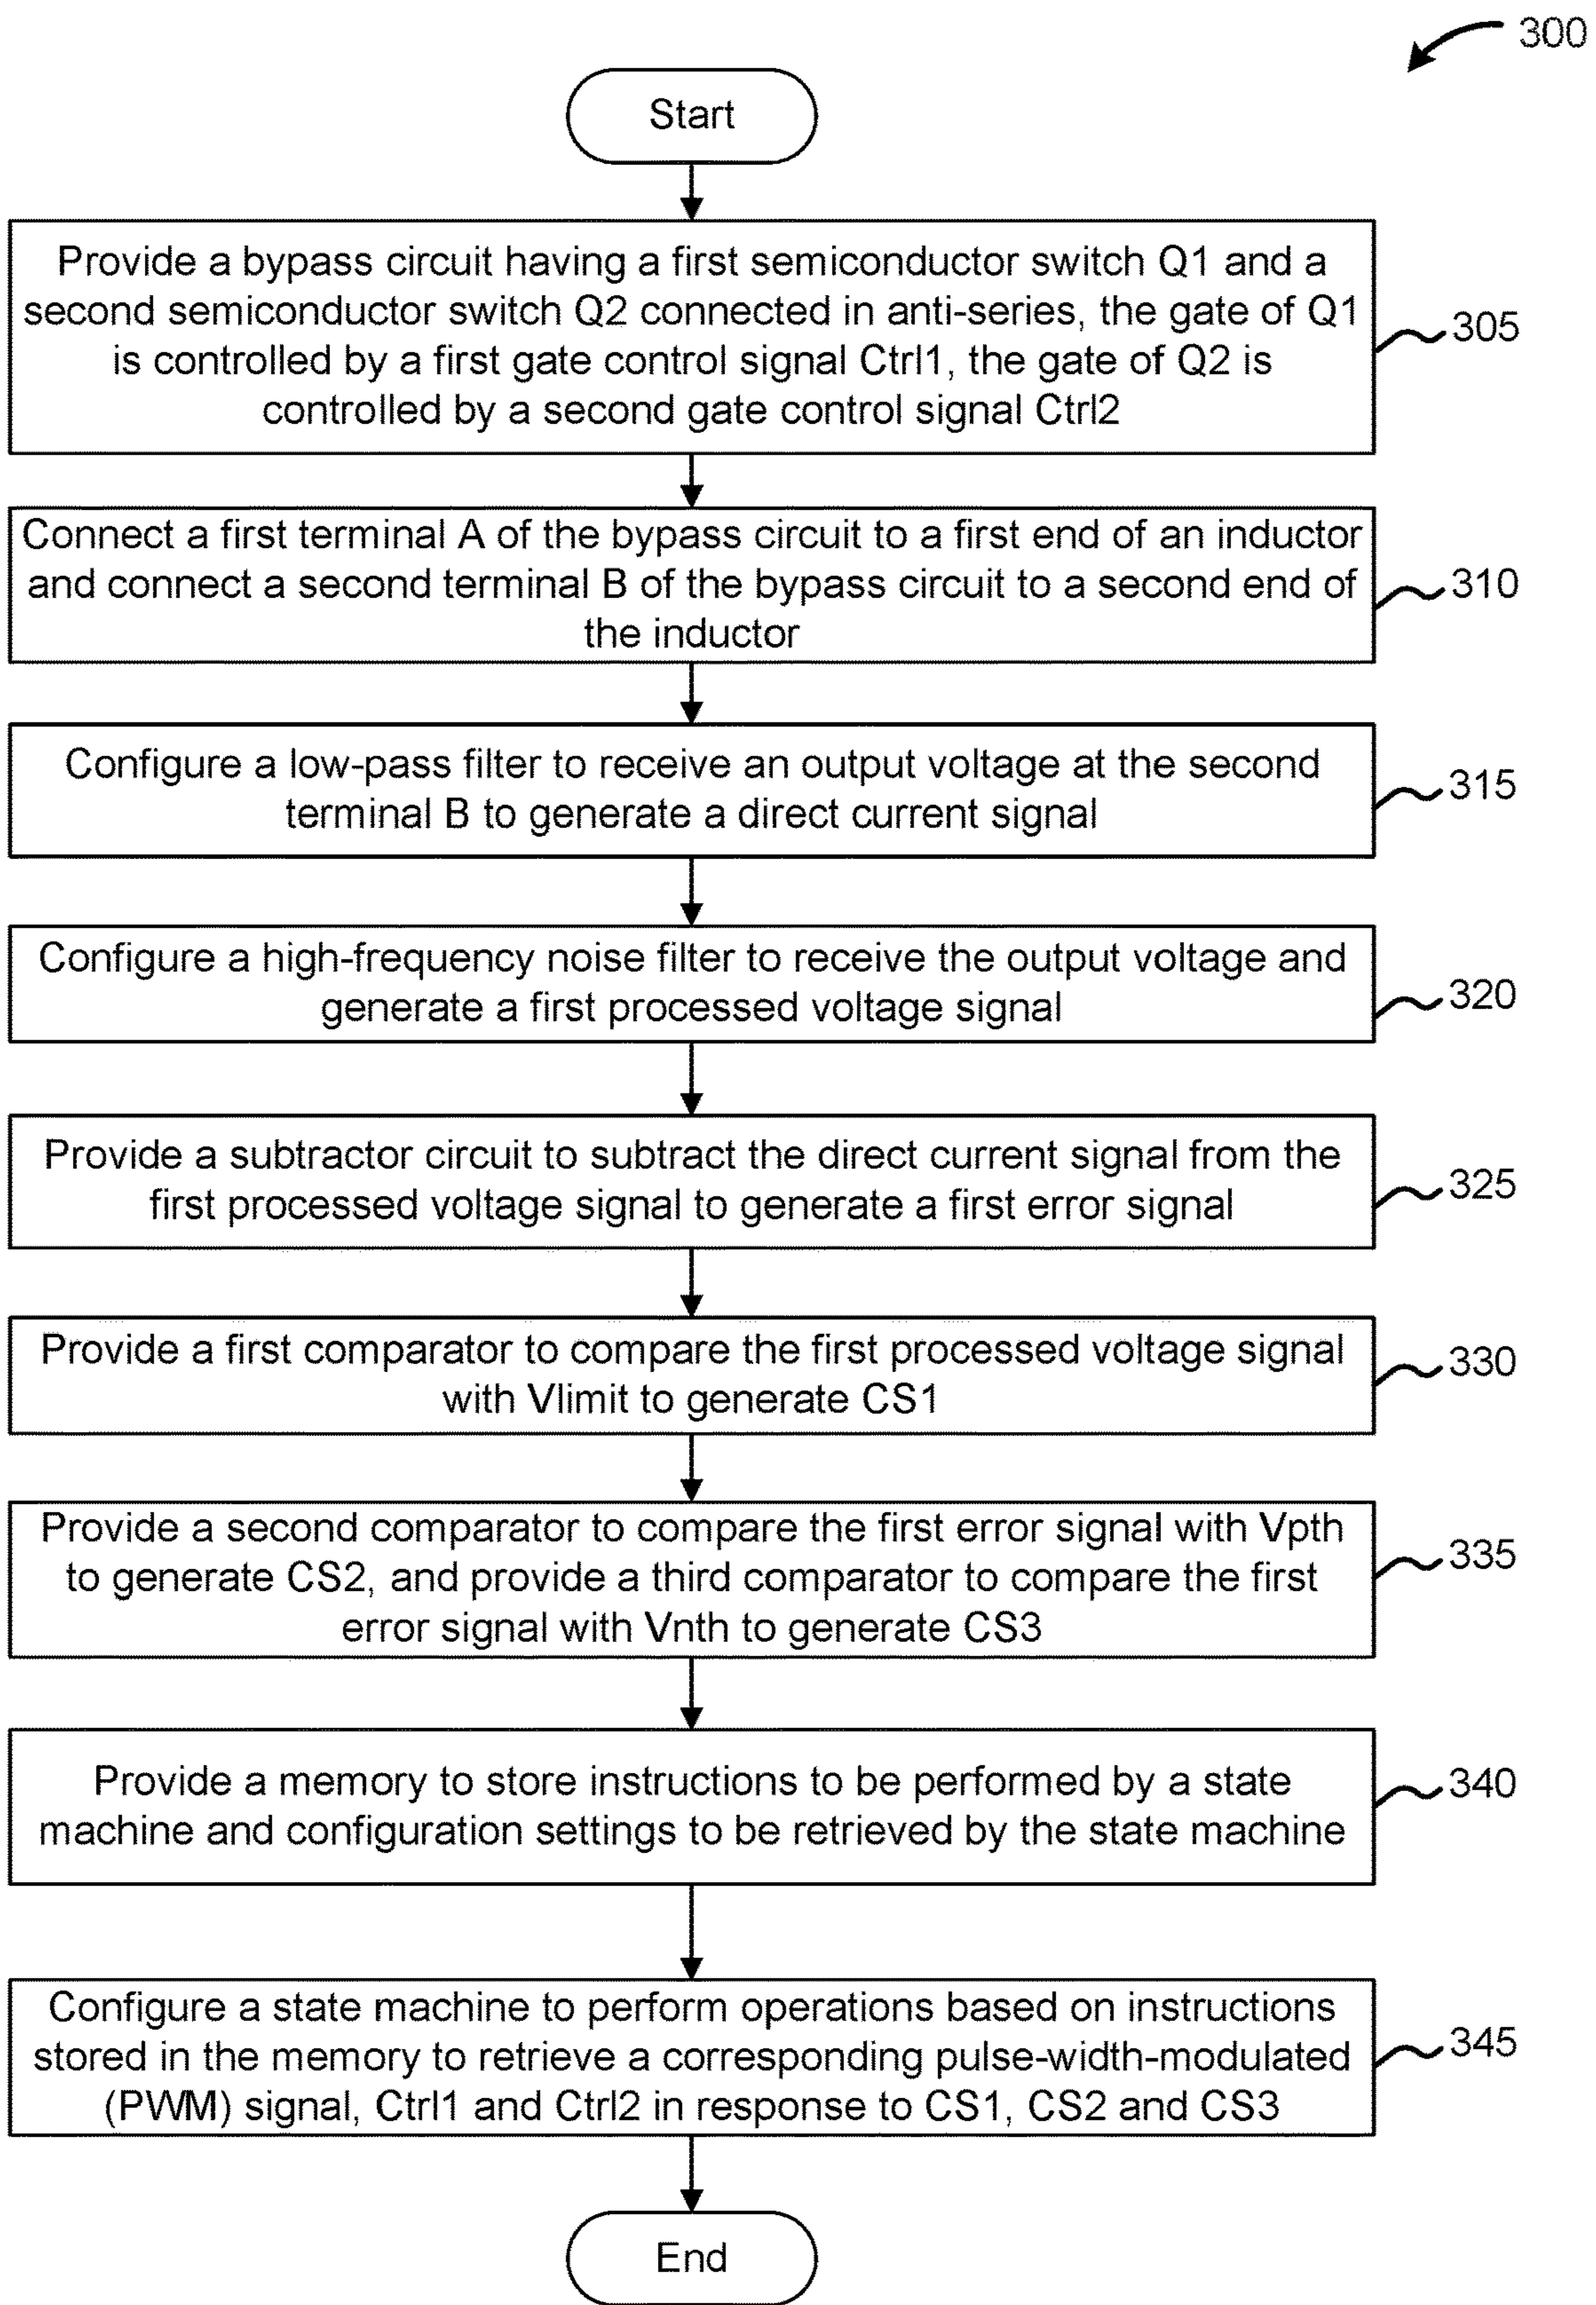 300
Start
Provide a bypass circuit having a first semiconductor switch Q1 and a
second semiconductor switch Q2 connected in anti-series, the gate of Q1
is controlled by a first gate control signal Ctrl1, the gate of Q2 is
controlled by a second gate control signal Ctrl2
305
Connect a first terminal A of the bypass circuit to a first end of an inductor
and connect a second terminal B of the bypass circuit to a second end of
the inductor
310
Configure a low-pass filter to receive an output voltage at the second
terminal B to generate a direct current signal
315
Configure a high-frequency noise filter to receive the output voltage and
generate a first processed voltage signal
320
Provide a subtractor circuit to subtract the direct current signal from the
first processed voltage signal to generate a first error signal
325
Provide a first comparator to compare the first processed voltage signal
with Vlimit to generate CS1
330
Provide a second comparator to compare the first error signal with Vpth
to generate CS2, and provide a third comparator to compare the first
error signal with Vnth to generate CS3
335
Provide a memory to store instructions to be performed by a state
machine and configuration settings to be retrieved by the state machine
340
Configure a state machine to perform operations based on instructions
stored in the memory to retrieve a corresponding pulse-width-modulated
(PWM) signal, Ctrl1 and Ctrl2 in response to CS1, CS2 and CS3
345
End